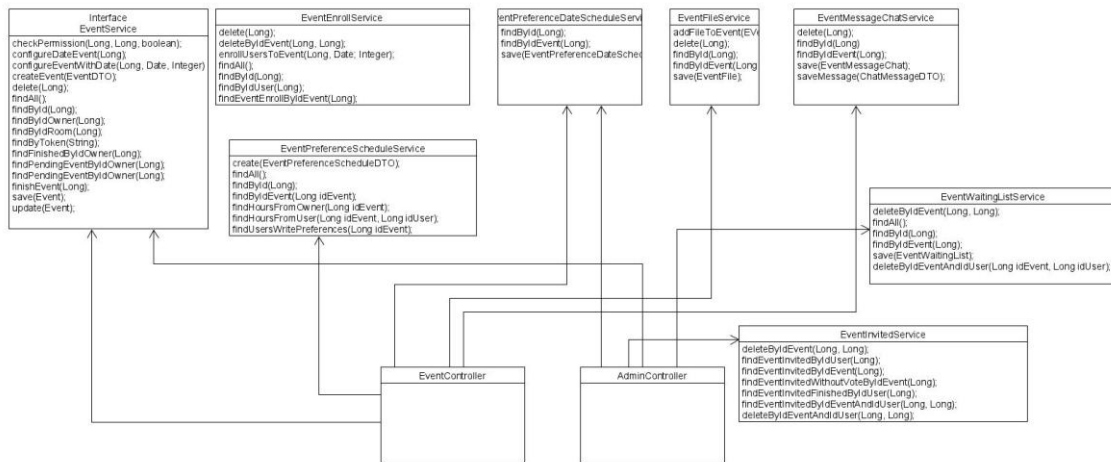 Interface
EventService
checkPermission(Long, Long, boolean);
configureDateEvent(Long);
configureEventWithDate(Long, Date, Integer)
createEvent(EventDTO)
delete(Long);
findAll();
findById(Long);
findByIdOwner(Long);
findByIdRoom(Long);
findByToken(String);
findFinishedByIdOwner(Long);
findPendingEventByIdOwner(Long);
findPendingEventByIdOwner(Long);
finishEvent(Long);
save(Event);
update(Event);
EventEnrollService
delete(Long);
deleteByIdEvent(Long, Long);
enrollUsersToEvent(Long, Date, Integer);
findAll();
findById(Long);
findByIdUser(Long);
findEventEnrollByIdEvent(Long);
EventPreferenceScheduleService
create(EventPreferenceScheduleDTO);
findAll();
findById(Long);
findByIdEvent(Long idEvent);
findHoursFromOwner(Long idEvent);
findHoursFromUser(Long idEvent, Long idUser);
findUsersWritePreferences(Long idEvent);
ventPreferenceDateScheduleServi
findById(Long);
findByIdEvent(Long);
save(EventPreferenceDateSched
EventFileService
addFileToEvent(EV
delete(Long);
findById(Long);
findByIdEvent(Long
save(EventFile);
EventMessageChatService
delete(Long);
findById(Long)
findByIdEvent(Long);
save(EventMessageChat);
saveMessage(ChatMessageDTO);
EventWaitingListService
deleteByIdEvent(Long, Long);
findAll();
findById(Long);
findByIdEvent(Long);
save(EventWaitingList);
deleteByIdEventAndIdUser(Long idEvent, Long idUser);
EventInvitedService
deleteByIdEvent(Long, Long);
findEventInvitedByIdUser(Long);
findEventInvitedByIdEvent(Long);
findEventInvitedWithoutVoteByIdEvent(Long);
findEventInvitedFinishedByIdUser(Long);
findEventInvitedByIdEventAndIdUser(Long, Long);
deleteByIdEventAndIdUser(Long, Long);
EventController
AdminController